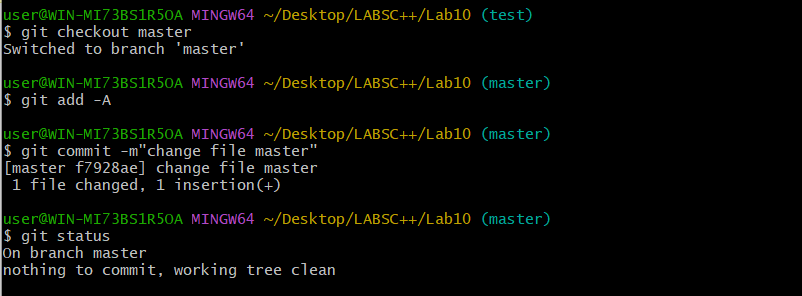 user@WIN-MI73BS1R5OA MINGW64 ~/Desktop/LABSC++/Lab10 (test)
$ git checkout master
Switched to branch 'master'
user@WIN-MI73BS1R5OA MINGW64 ~/Desktop/LABSC++/Lab10 (master)
$ git add -A
user@WIN-MI73BS1R5OA MINGW64 ~/Desktop/LABSC++/Lab10 (master)
$ git commit -m"change file master"
[master f7928ae] change file master
 1 file changed, 1 insertion(+)
user@WIN-MI73BS1R5OA MINGW64 ~/Desktop/LABSC++/Lab10 (master)
$ git status
On branch master
nothing to commit, working tree clean